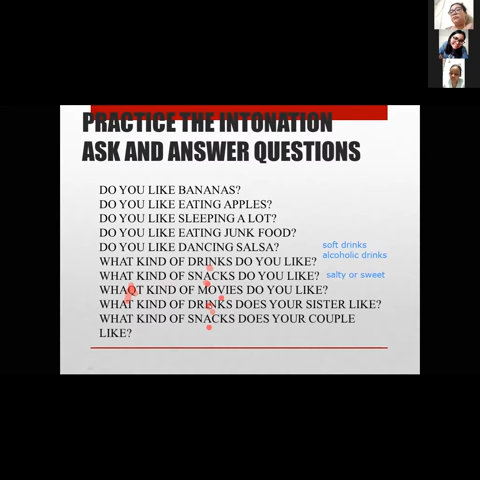 PRACTICE THE INTONATION
ASK AND ANSWER QUESTIONS
DO YOU LIKE BANANAS?
DO YOU LIKE EATING APPLES?
DO YOU LIKE SLEEPING A LOT?
DO YOU LIKE EATING JUNK FOOD?
DO YOU LIKE DANCING SALSA?
soft drinks
alcoholic drinks
WHAT KIND OF DRINKS DO YOU LIKE?
WHAT KIND OF SNACKS DO YOU LIKE?
salty or sweet
WHAQT KIND OF MOVIES DO YOU LIKE?
WHAT KIND OF DRINKS DOES YOUR SISTER LIKE?
WHAT KIND OF SNACKS DOES YOUR COUPLE
LIKE?